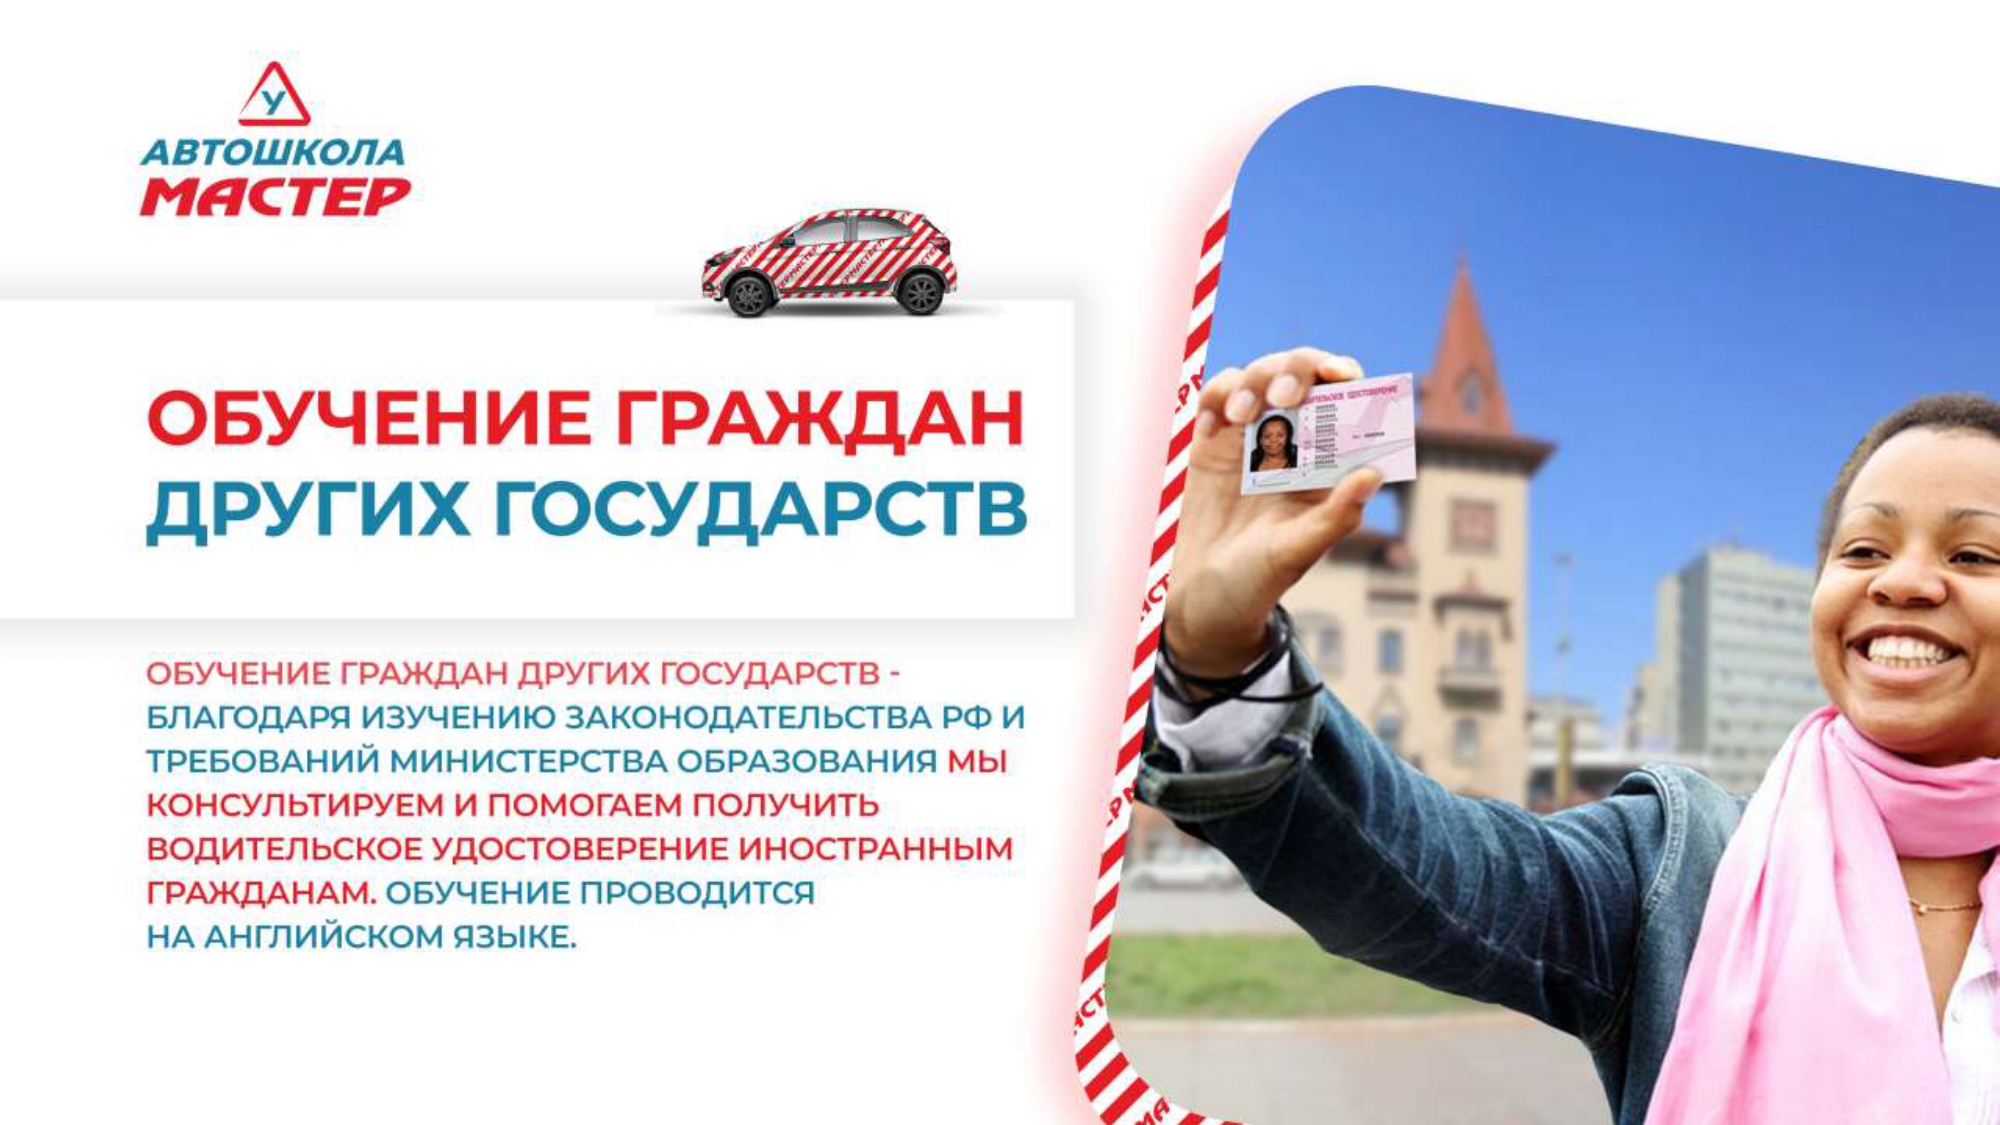 У
АВТОШКОЛА
МАСТЕР
ОБУЧЕНИЕ ГРАЖДАН
ДРУГИХ ГОСУДАРСТВ
ОБУЧЕНИЕ ГРАЖДАН ДРУГИХ ГОСУДАРСТВ -
БЛАГОДАРЯ ИЗУЧЕНИЮ ЗАКОНОДАТЕЛЬСТВА РФ И
ТРЕБОВАНИЙ МИНИСТЕРСТВА ОБРАЗОВАНИЯ МЫ
КОНСУЛЬТИРУЕМ И ПОМОГАЕМ ПОЛУЧИТЬ
ВОДИТЕЛЬСКОЕ УДОСТОВЕРЕНИЕ ИНОСТРАННЫМ
ГРАЖДАНАМ. ОБУЧЕНИЕ ПРОВОДИТСЯ
НА АНГЛИЙСКОМ ЯЗЫКЕ.
УДОСТОВЕРЕНИЕ